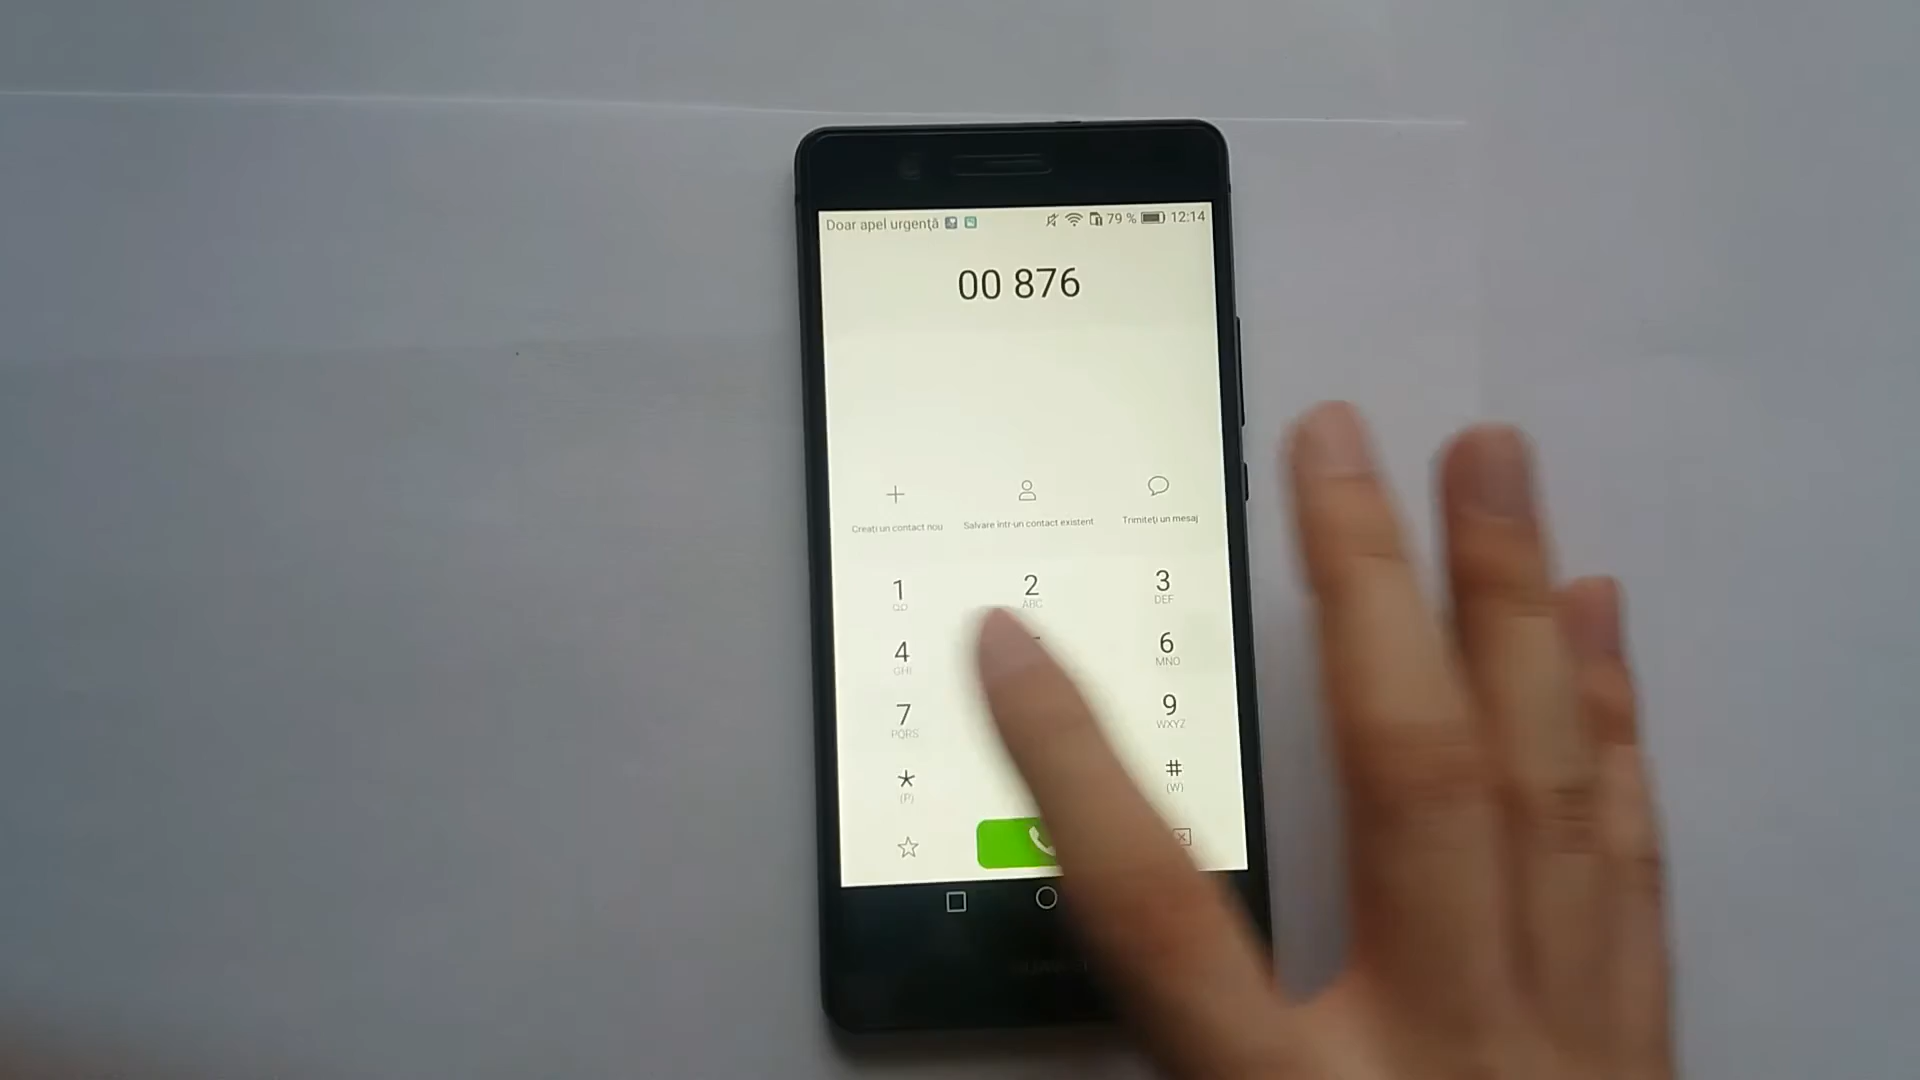 Doar apel urgență 79 % 12:14
00 876
Creați un contact nou Salvare într-un contact existent Trimiteți un mesaj
1 2 3
ABC DEF
4 6
GHI MNO
7 9
PQRS WXYZ
* #
(P) (W)